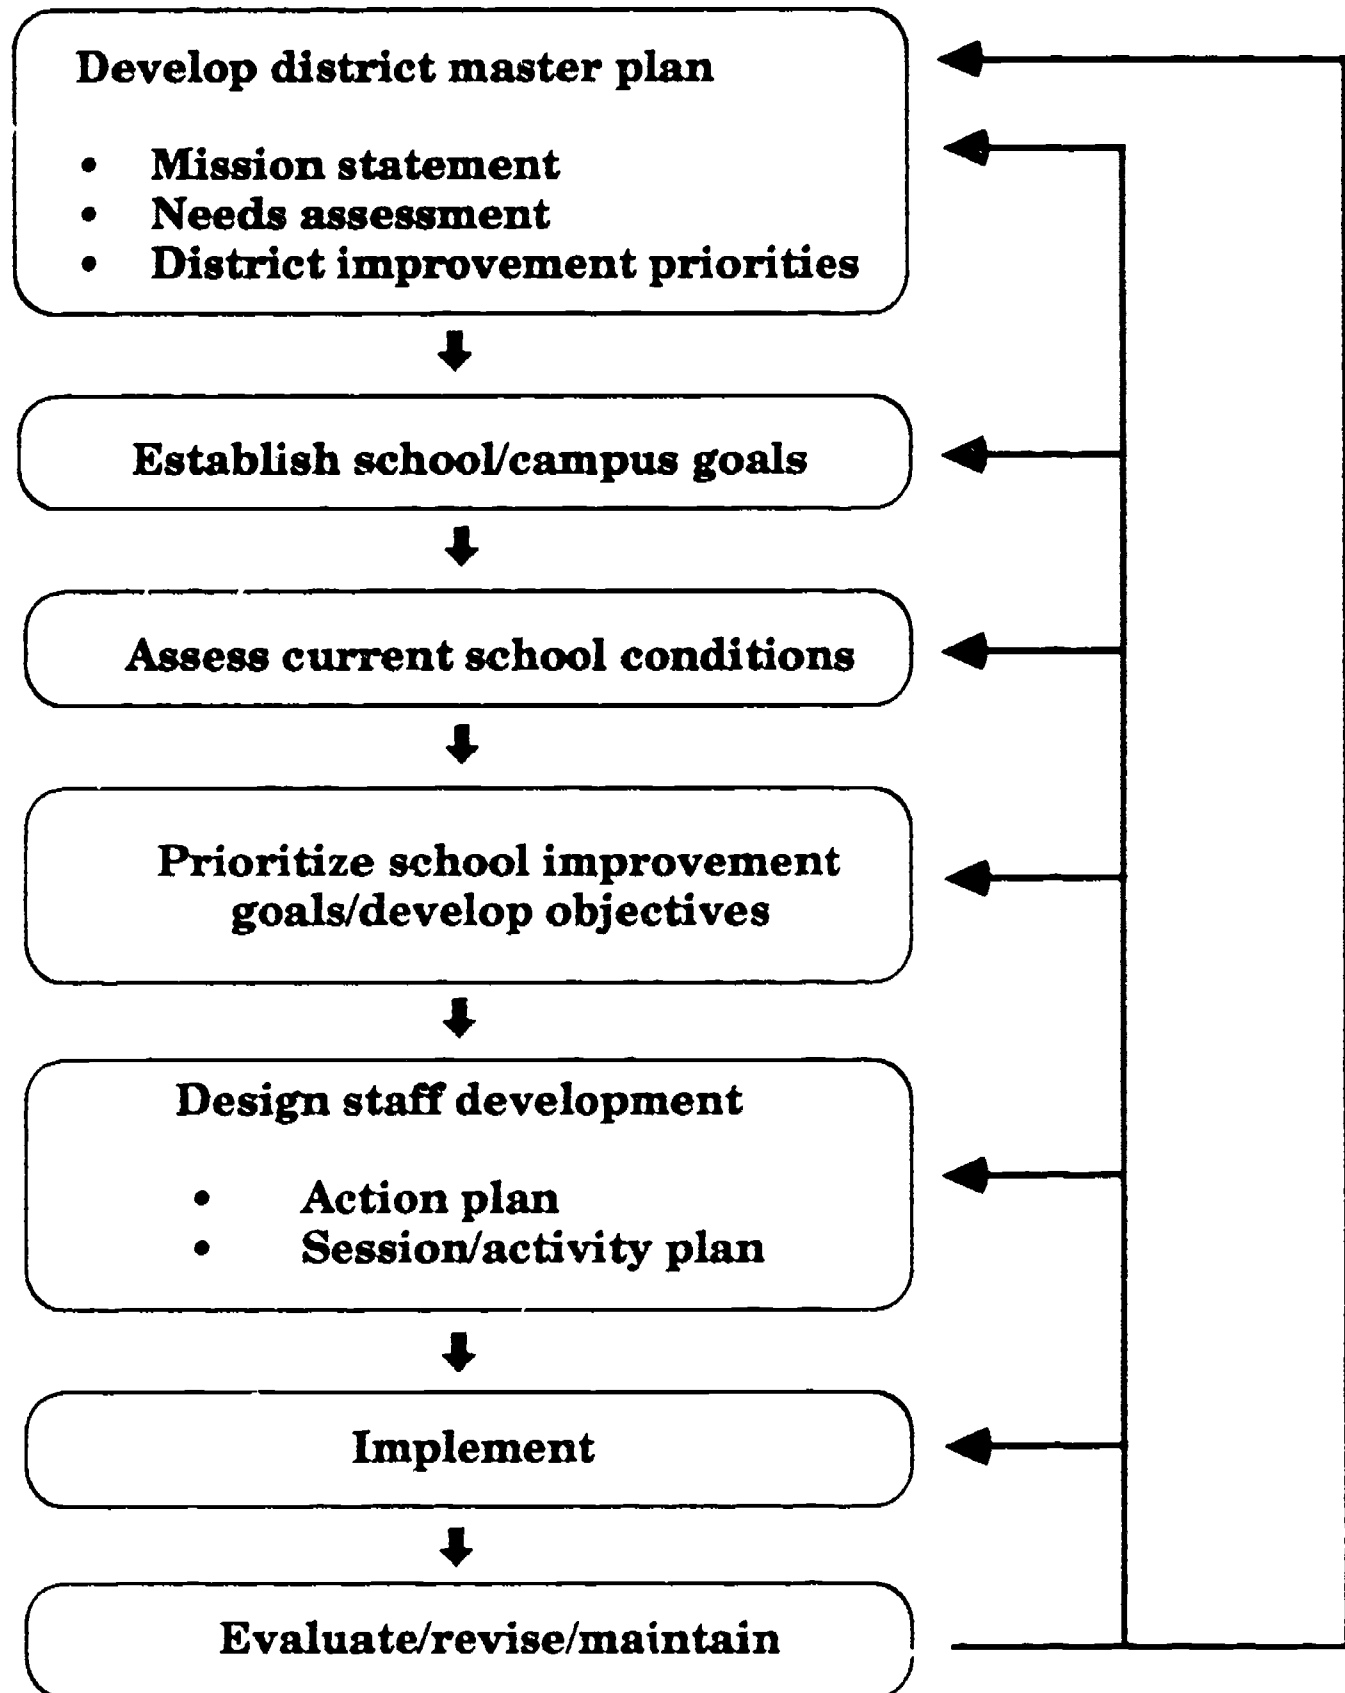 Develop district master plan
• Mission statement
• Needs assessment
• District improvement priorities
Establish school/campus goals
Assess current school conditions
Prioritize school improvement
goals/develop objectives
Design staff development
• Action plan
• Session/activity plan
Implement
Evaluate/revise/maintain